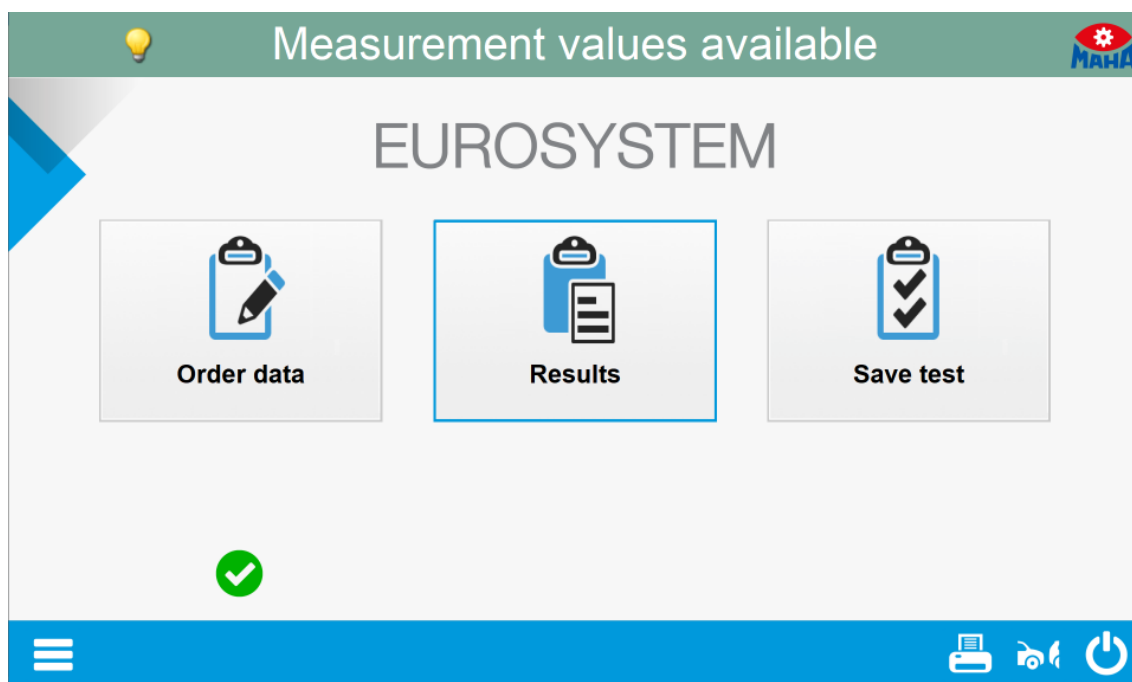 Measurement values available
MAHA
EUROSYSTEM
Order data
Results
Save test